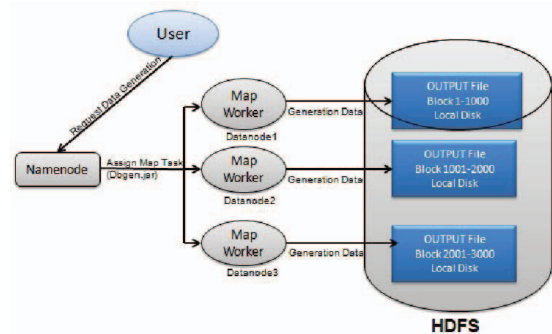 User
Request Data Generation
Namenode
Assign Map Task
(Dbgen.jar)
Map
Worker
Datanode1
Generation Data
OUTPUT File
Block 1-1000
Local Disk
Map
Worker
Datanode2
Generation Data
OUTPUT File
Block 1001-2000
Local Disk
Map
Worker
Datanode3
Generation Data
OUTPUT File
Block 2001-3000
Local Disk
HDFS